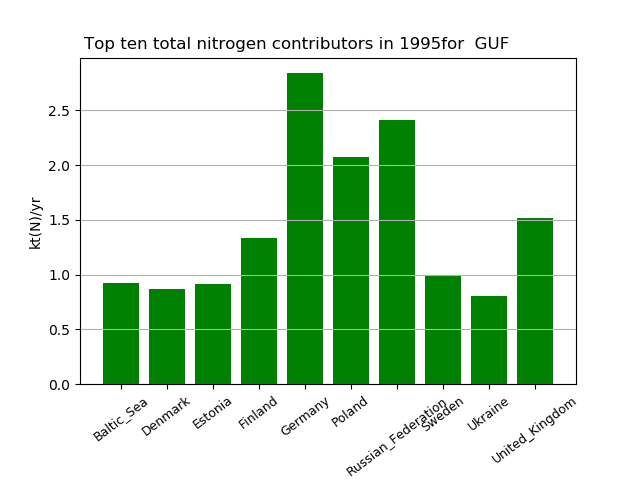 Top ten total nitrogen contributors in 1995for  GUF
kt(N)/yr
2.5
2.0
1.5
1.0
0.5
0.0
Baltic_Sea
Denmark
Estonia
Finland
Germany
Poland
Russian_Federation
Sweden
Ukraine
United_Kingdom